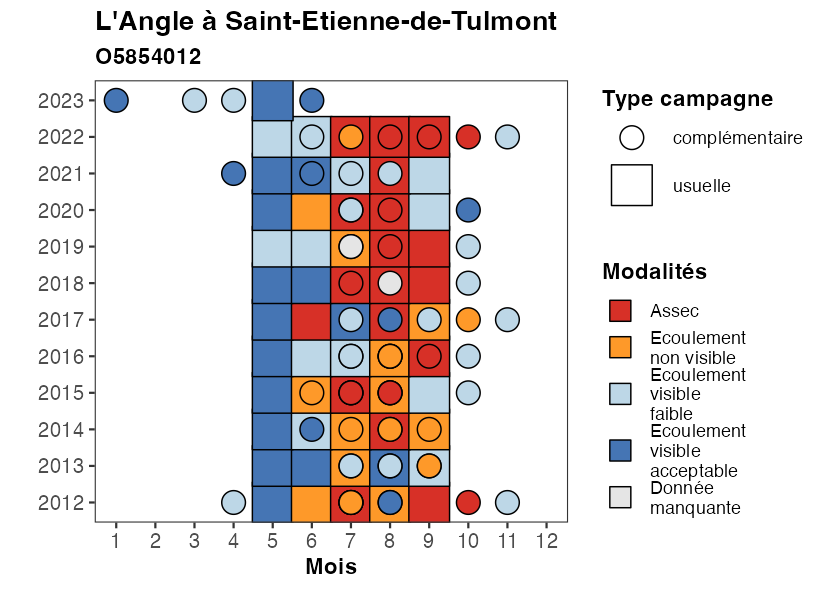 L'Angle à Saint-Etienne-de-Tulmont
O5854012
2023
2022
2021
2020
2019
2018
2017
2016
2015
2014
2013
2012
1 2 3 4 5 6 7 8 9 10 11 12
Mois
Type campagne
complémentaire
usuelle
Modalités
Assec
Ecoulement
non visible
Ecoulement
visible
faible
Ecoulement
visible
acceptable
Donnée
manquante